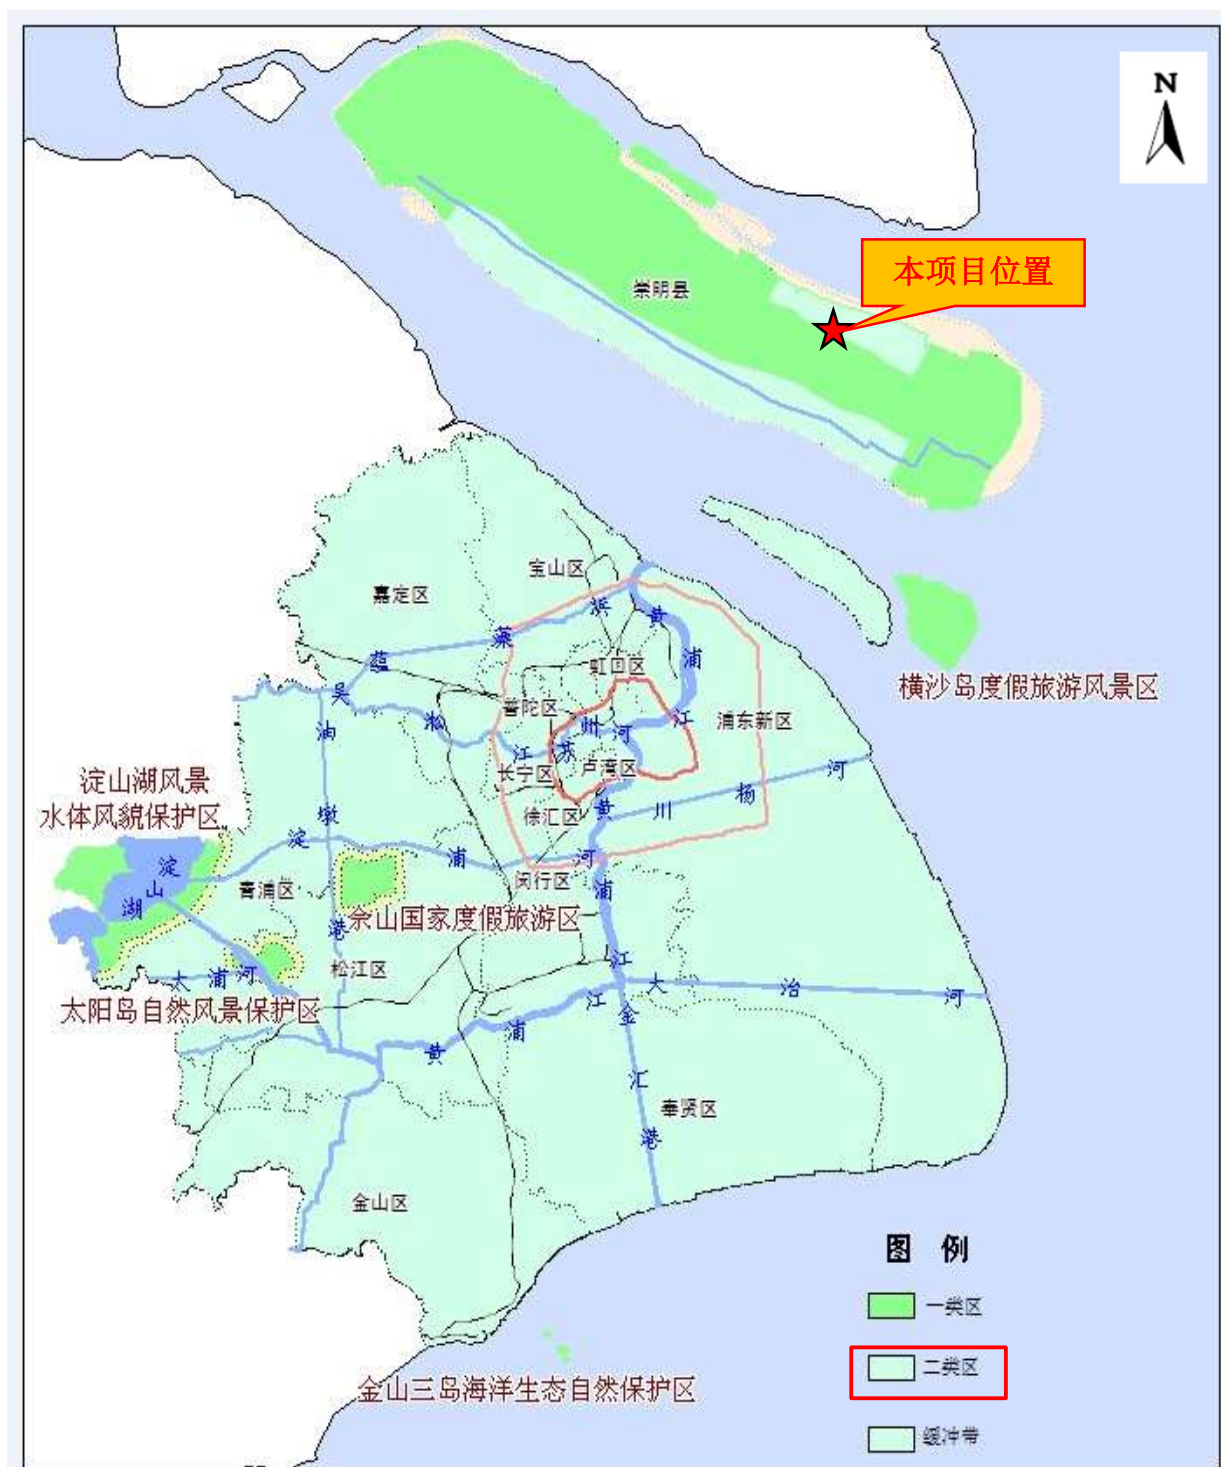 N
本项目位置
崇明县
宝山区
嘉定区
蕰
藻
浜
黄
浦
江
虹口区
横沙岛度假旅游风景区
吴
淞
江
普陀区
苏
州
河
浦东新区
油
墩
港
长宁区
卢湾区
淀山湖风景
水体风貌保护区
徐汇区
黄
川
杨
河
淀
浦
河
淀
山
湖
青浦区
闵行区
浦
江
佘山国家度假旅游区
松江区
太
浦
河
太阳岛自然风景保护区
大
治
河
黄
浦
江
金
汇
港
奉贤区
金山区
图 例
一类区
二类区
缓冲带
金山三岛海洋生态自然保护区